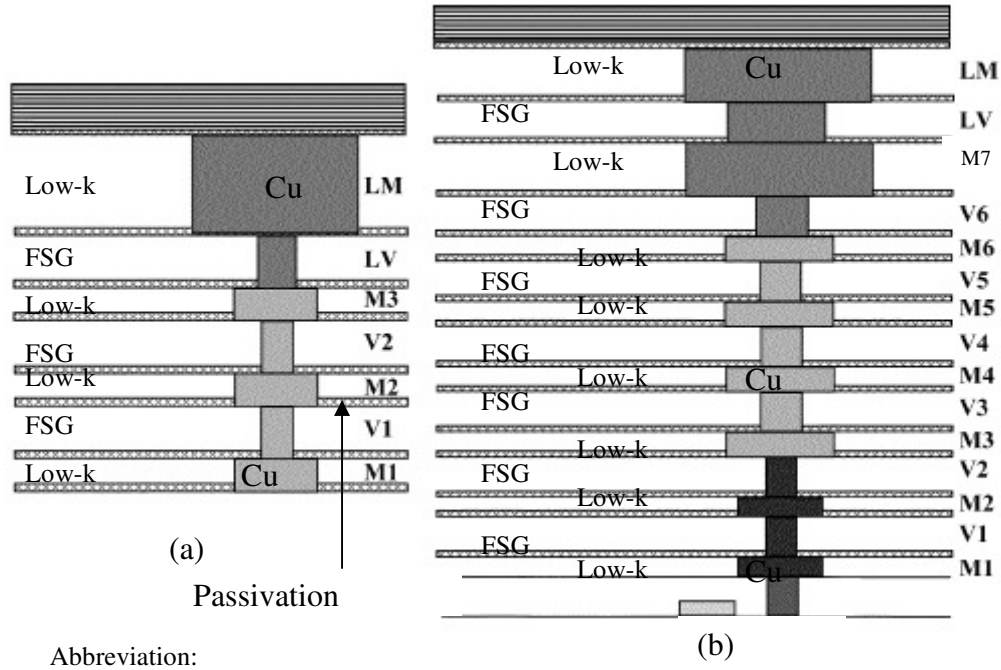 Low-k
Cu
LM
FSG
LV
Low-k
M3
FSG
V2
Low-k
M2
FSG
V1
Low-k
Cu
M1
(a)
Passivation
Abbreviation:
Low-k
Cu
LM
FSG
LV
Low-k
M7
FSG
V6
Low-k
M6
FSG
V5
Low-k
M5
FSG
V4
Low-k
Cu
M4
FSG
V3
Low-k
M3
FSG
V2
Low-k
M2
FSG
V1
Low-k
Cu
M1
(b)